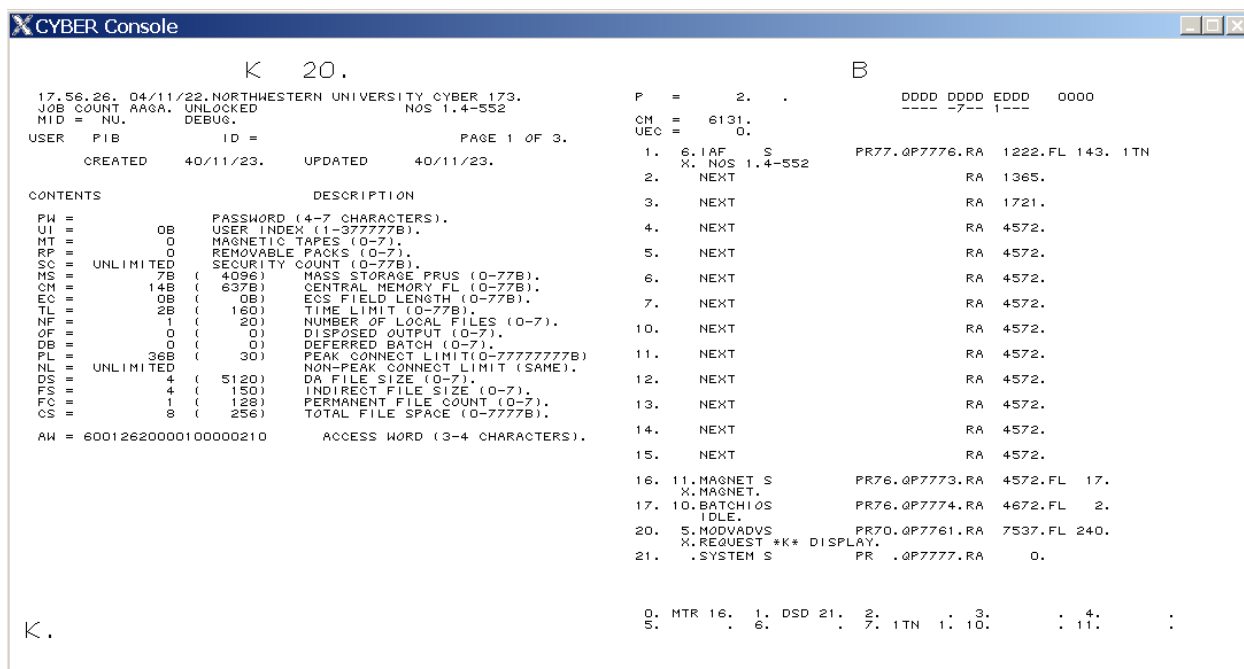 CYBER Console
K 20.
17.56.26. 04/11/22.NORTHWESTERN UNIVERSITY CYBER 173.
JOB COUNT AAGA. UNLOCKED NOS 1.4-552
MID = NU. DEBUG.
USER PIB ID = PAGE 1 OF 3.
CREATED 40/11/23. UPDATED 40/11/23.
CONTENTS DESCRIPTION
PW = PASSWORD (4-7 CHARACTERS).
UI = 0B USER INDEX (1-377777B).
MT = 0 MAGNETIC TAPES (0-7).
RP = 0 REMOVABLE PACKS (0-7).
SC = UNLIMITED SECURITY COUNT (0-77B).
MS = 7B ( 4096) MASS STORAGE PRUS (0-77B).
CM = 14B ( 637B) CENTRAL MEMORY FL (0-77B).
EC = 0B ( 0B) ECS FIELD LENGTH (0-77B).
TL = 2B ( 160) TIME LIMIT (0-77B).
NF = 1 ( 20) NUMBER OF LOCAL FILES (0-7).
OF = 0 ( 0) DISPOSED OUTPUT (0-7).
DB = 0 ( 0) DEFERRED BATCH (0-7).
PL = 36B ( 30) PEAK CONNECT LIMIT(0-77777777B)
NL = UNLIMITED NON-PEAK CONNECT LIMIT (SAME).
DS = 4 ( 5120) DA FILE SIZE (0-7).
FS = 4 ( 150) INDIRECT FILE SIZE (0-7).
FC = 1 ( 128) PERMANENT FILE COUNT (0-7).
CS = 8 ( 256) TOTAL FILE SPACE (0-7777B).
AW = 60012620000100000210 ACCESS WORD (3-4 CHARACTERS).
K.
B
P = 2. . DDDD DDDD EDDD 0000
---- -7-- 1---
CM = 6131.
UEC = 0.
1. 6.IAF S PR77.QP7776.RA 1222.FL 143. 1TN
X. NOS 1.4-552
2. NEXT RA 1365.
3. NEXT RA 1721.
4. NEXT RA 4572.
5. NEXT RA 4572.
6. NEXT RA 4572.
7. NEXT RA 4572.
10. NEXT RA 4572.
11. NEXT RA 4572.
12. NEXT RA 4572.
13. NEXT RA 4572.
14. NEXT RA 4572.
15. NEXT RA 4572.
16. 11.MAGNET S PR76.QP7773.RA 4572.FL 17.
X.MAGNET.
17. 10.BATCHIOS PR76.QP7774.RA 4672.FL 2.
IDLE.
20. 5.MODVADVS PR70.QP7761.RA 7537.FL 240.
X.REQUEST *K* DISPLAY.
21. .SYSTEM S PR .QP7777.RA 0.
0. MTR 16. 1. DSD 21. 2. . 3. . 4. .
5. . 6. . 7. 1TN 1. 10. . 11. .